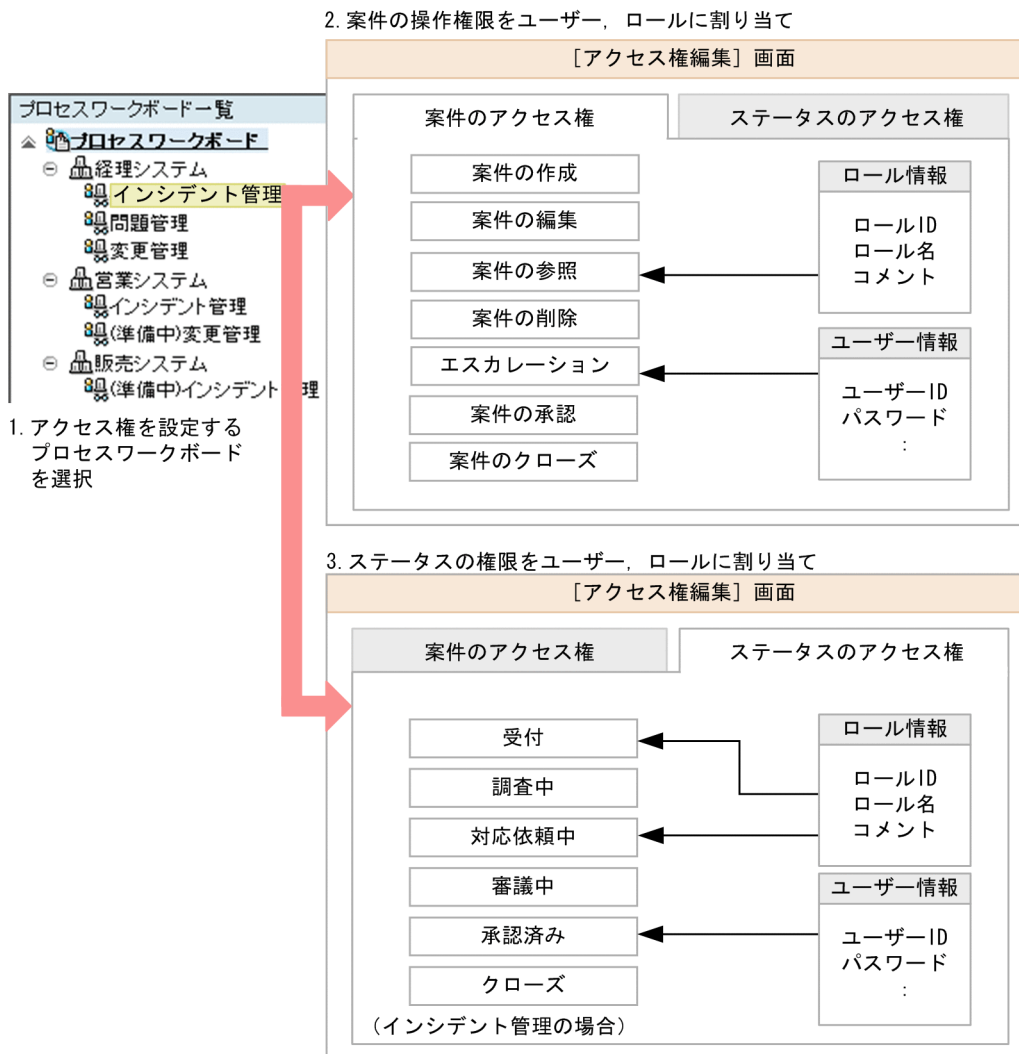 2. 案件の操作権限をユーザー，ロールに割り当て
［アクセス権編集］画面
案件のアクセス権
ステータスのアクセス権
案件の作成
案件の編集
案件の参照
案件の削除
エスカレーション
案件の承認
案件のクローズ
ロール情報
ロールID
ロール名
コメント
ユーザー情報
ユーザーID
パスワード
：
プロセスワークボード一覧
プロセスワークボード
経理システム
インシデント管理
問題管理
変更管理
営業システム
インシデント管理
(準備中)変更管理
販売システム
(準備中)インシデント管理
1. アクセス権を設定する
プロセスワークボード
を選択
3. ステータスの権限をユーザー，ロールに割り当て
［アクセス権編集］画面
案件のアクセス権
ステータスのアクセス権
受付
調査中
対応依頼中
審議中
承認済み
クローズ
（インシデント管理の場合）
ロール情報
ロールID
ロール名
コメント
ユーザー情報
ユーザーID
パスワード
：